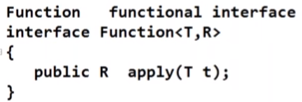 Function functional interface
interface Function<T,R>
{
public R apply(T t);
}